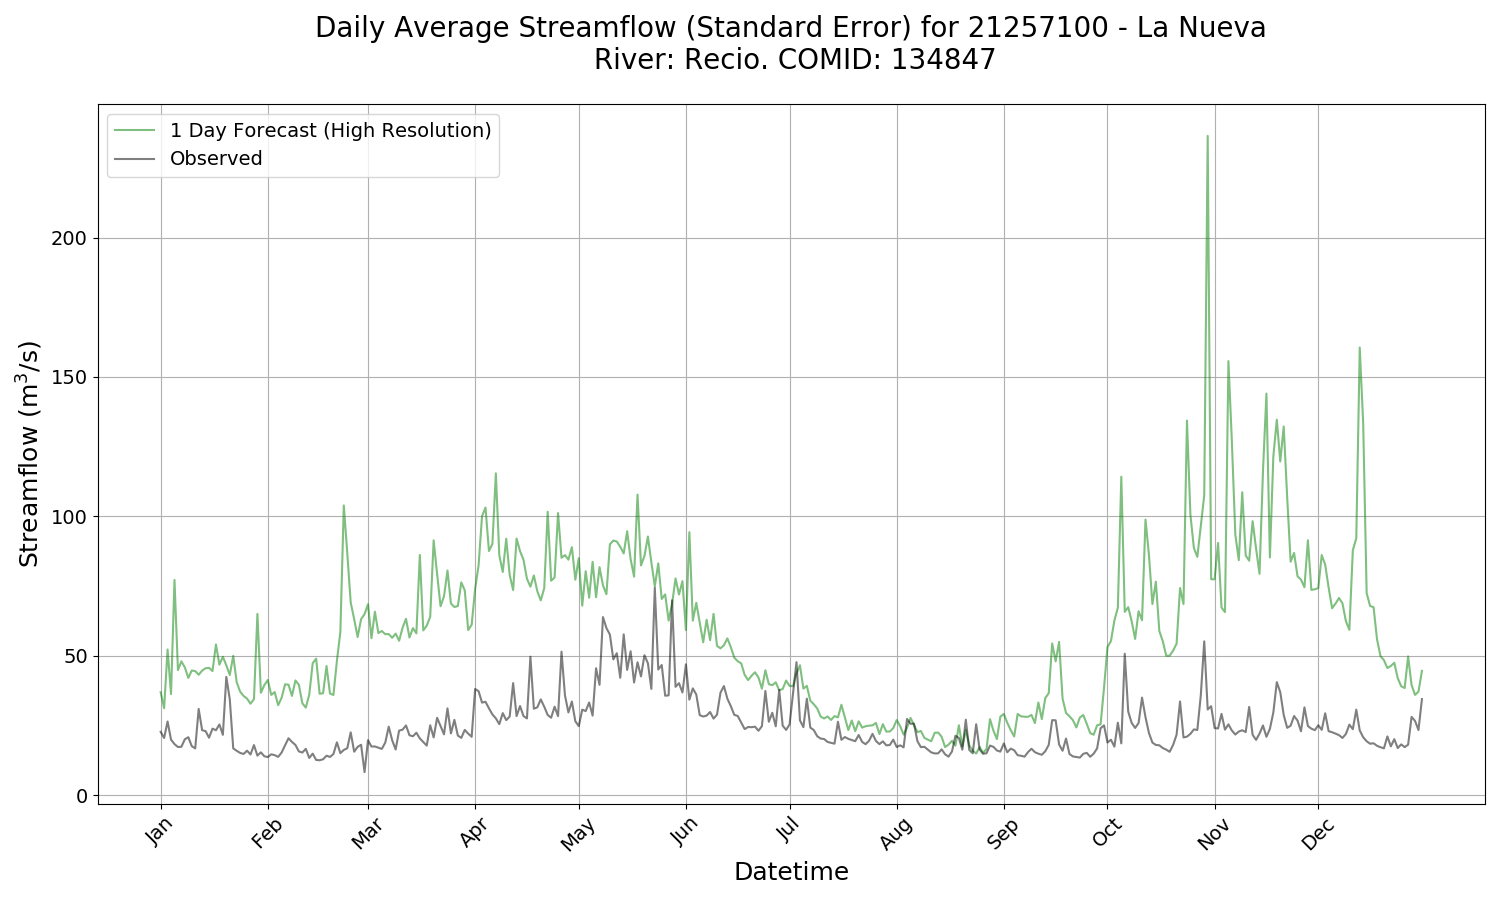 Daily Average Streamflow (Standard Error) for 21257100 - La Nueva
River: Recio. COMID: 134847
1 Day Forecast (High Resolution)
Observed
Streamflow (m³/s)
200
150
100
50
0
Jan
Feb
Mar
Apr
May
Jun
Jul
Aug
Sep
Oct
Nov
Dec
Datetime